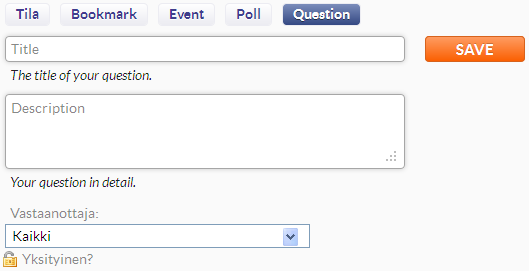 Tila Bookmark Event Poll Question
Title SAVE
The title of your question.
Description
Your question in detail.
Vastaanottaja:
Kaikki
Yksityinen?